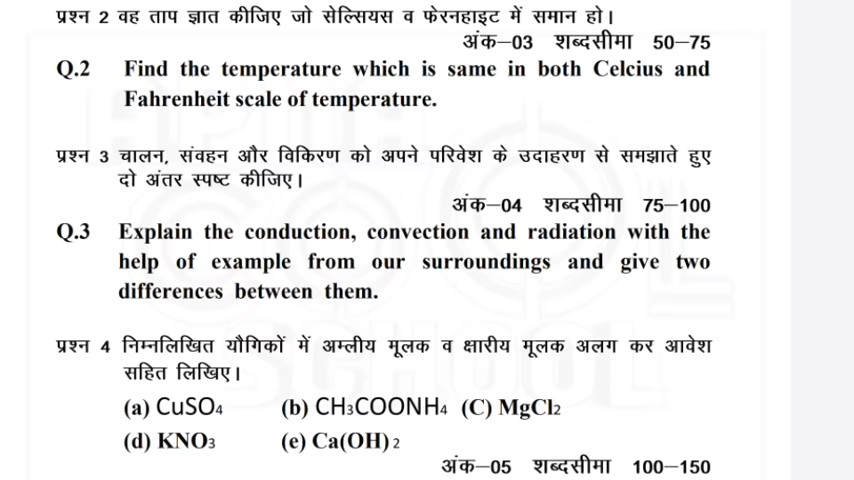 प्रश्न 2 वह ताप ज्ञात कीजिए जो सेल्सियस व फेरनहाइट में समान हो।
अंक–03 शब्दसीमा 50–75
Q.2 Find the temperature which is same in both Celcius and
Fahrenheit scale of temperature.
प्रश्न 3 चालन, संवहन और विकिरण को अपने परिवेश के उदाहरण से समझाते हुए
दो अंतर स्पष्ट कीजिए।
अंक–04 शब्दसीमा 75–100
Q.3 Explain the conduction, convection and radiation with the
help of example from our surroundings and give two
differences between them.
प्रश्न 4 निम्नलिखित यौगिकों में अम्लीय मूलक व क्षारीय मूलक अलग कर आवेश
सहित लिखिए।
(a) CuSO4 (b) CH3COONH4 (C) MgCl2
(d) KNO3 (e) Ca(OH) 2
अंक–05 शब्दसीमा 100–150